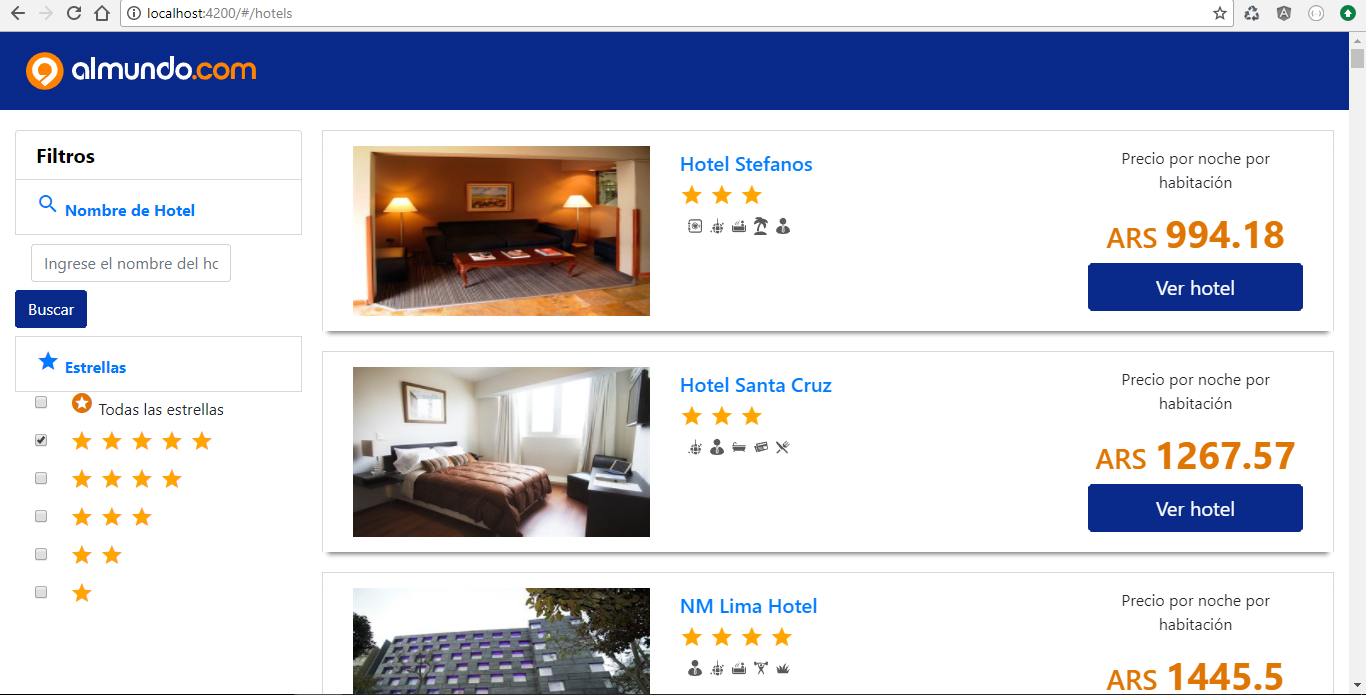 localhost:4200/#/hotels
almundo.com
Filtros
Nombre de Hotel
Ingrese el nombre del hc
Buscar
Estrellas
Todas las estrellas
Hotel Stefanos
Precio por noche por
habitación
ARS 994.18
Ver hotel
Hotel Santa Cruz
Precio por noche por
habitación
ARS 1267.57
Ver hotel
NM Lima Hotel
Precio por noche por
habitación
ARS 1445.5